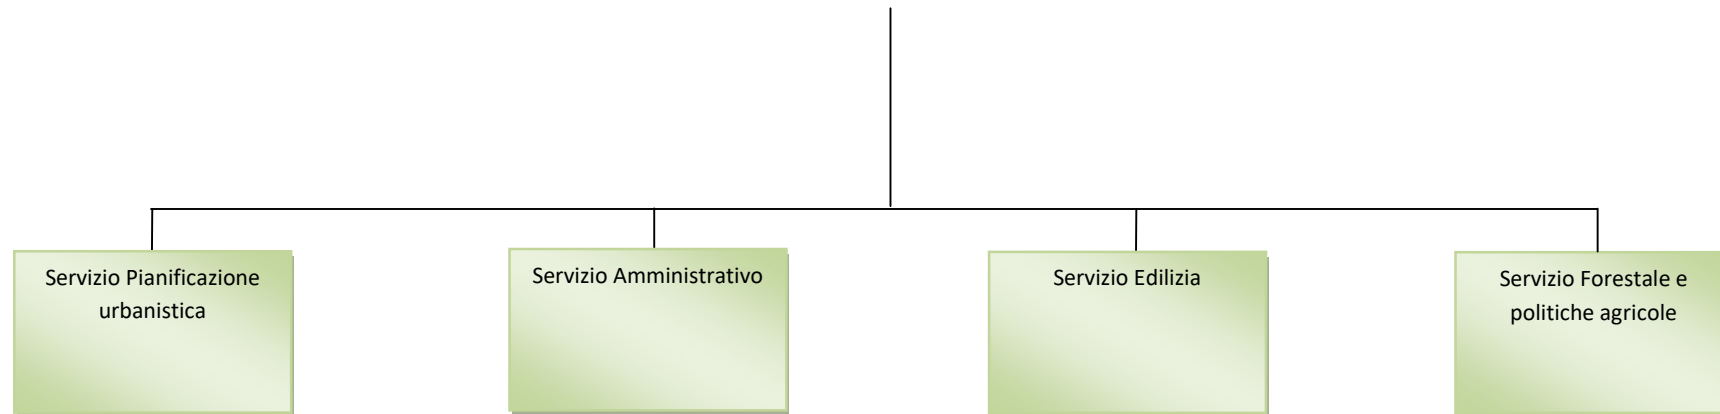 Servizio Pianificazione
urbanistica
Servizio Amministrativo
Servizio Edilizia
Servizio Forestale e
politiche agricole